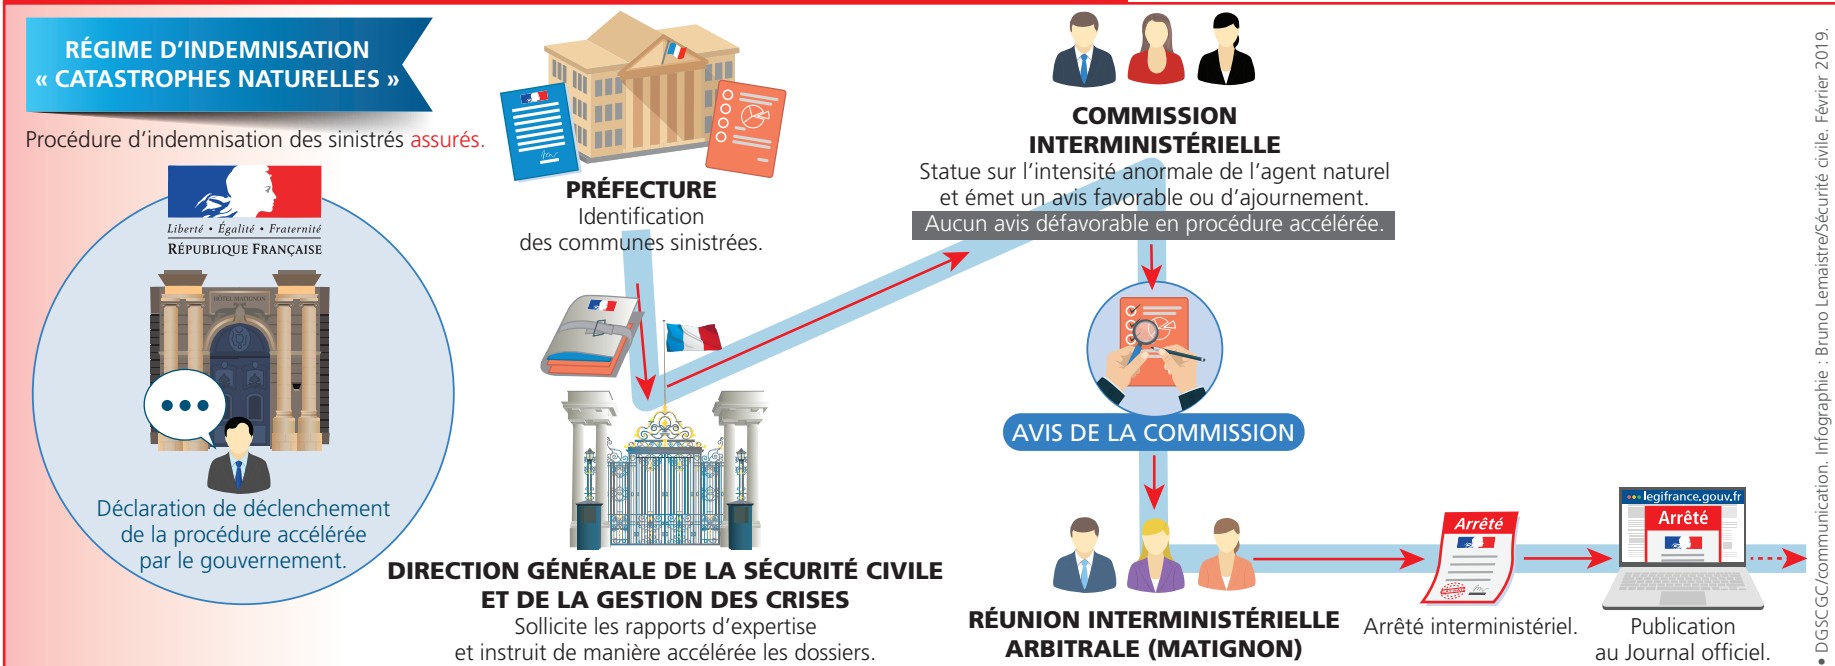 RÉGIME D'INDEMNISATION
« CATASTROPHES NATURELLES »
Procédure d'indemnisation des sinistrés assurés.
Liberté • Égalité • Fraternité
RÉPUBLIQUE FRANÇAISE
HÔTEL MATIGNON
Déclaration de déclenchement
de la procédure accélérée
par le gouvernement.
PRÉFECTURE
Identification
des communes sinistrées.
DIRECTION GÉNÉRALE DE LA SÉCURITÉ CIVILE
ET DE LA GESTION DES CRISES
Sollicite les rapports d'expertise
et instruit de manière accélérée les dossiers.
COMMISSION
INTERMINISTÉRIELLE
Statue sur l'intensité anormale de l'agent naturel
et émet un avis favorable ou d'ajournement.
Aucun avis défavorable en procédure accélérée.
AVIS DE LA COMMISSION
RÉUNION INTERMINISTÉRIELLE
ARBITRALE (MATIGNON)
Arrêté
Arrêté interministériel.
legifrance.gouv.fr
Arrêté
Publication
au Journal officiel.
• DGSCGC/communication. Infographie : Bruno Lemaistre/Sécurité civile. Février 2019.